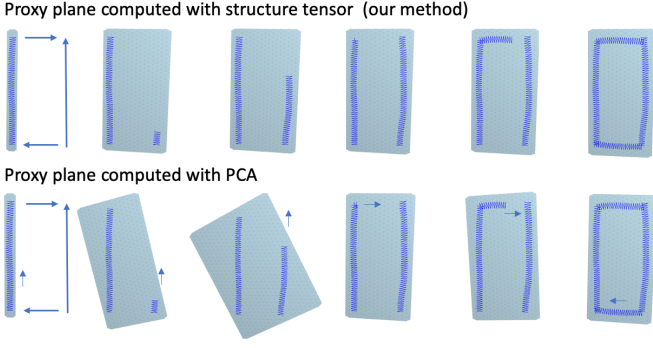 Proxy plane computed with structure tensor (our method)
Proxy plane computed with PCA